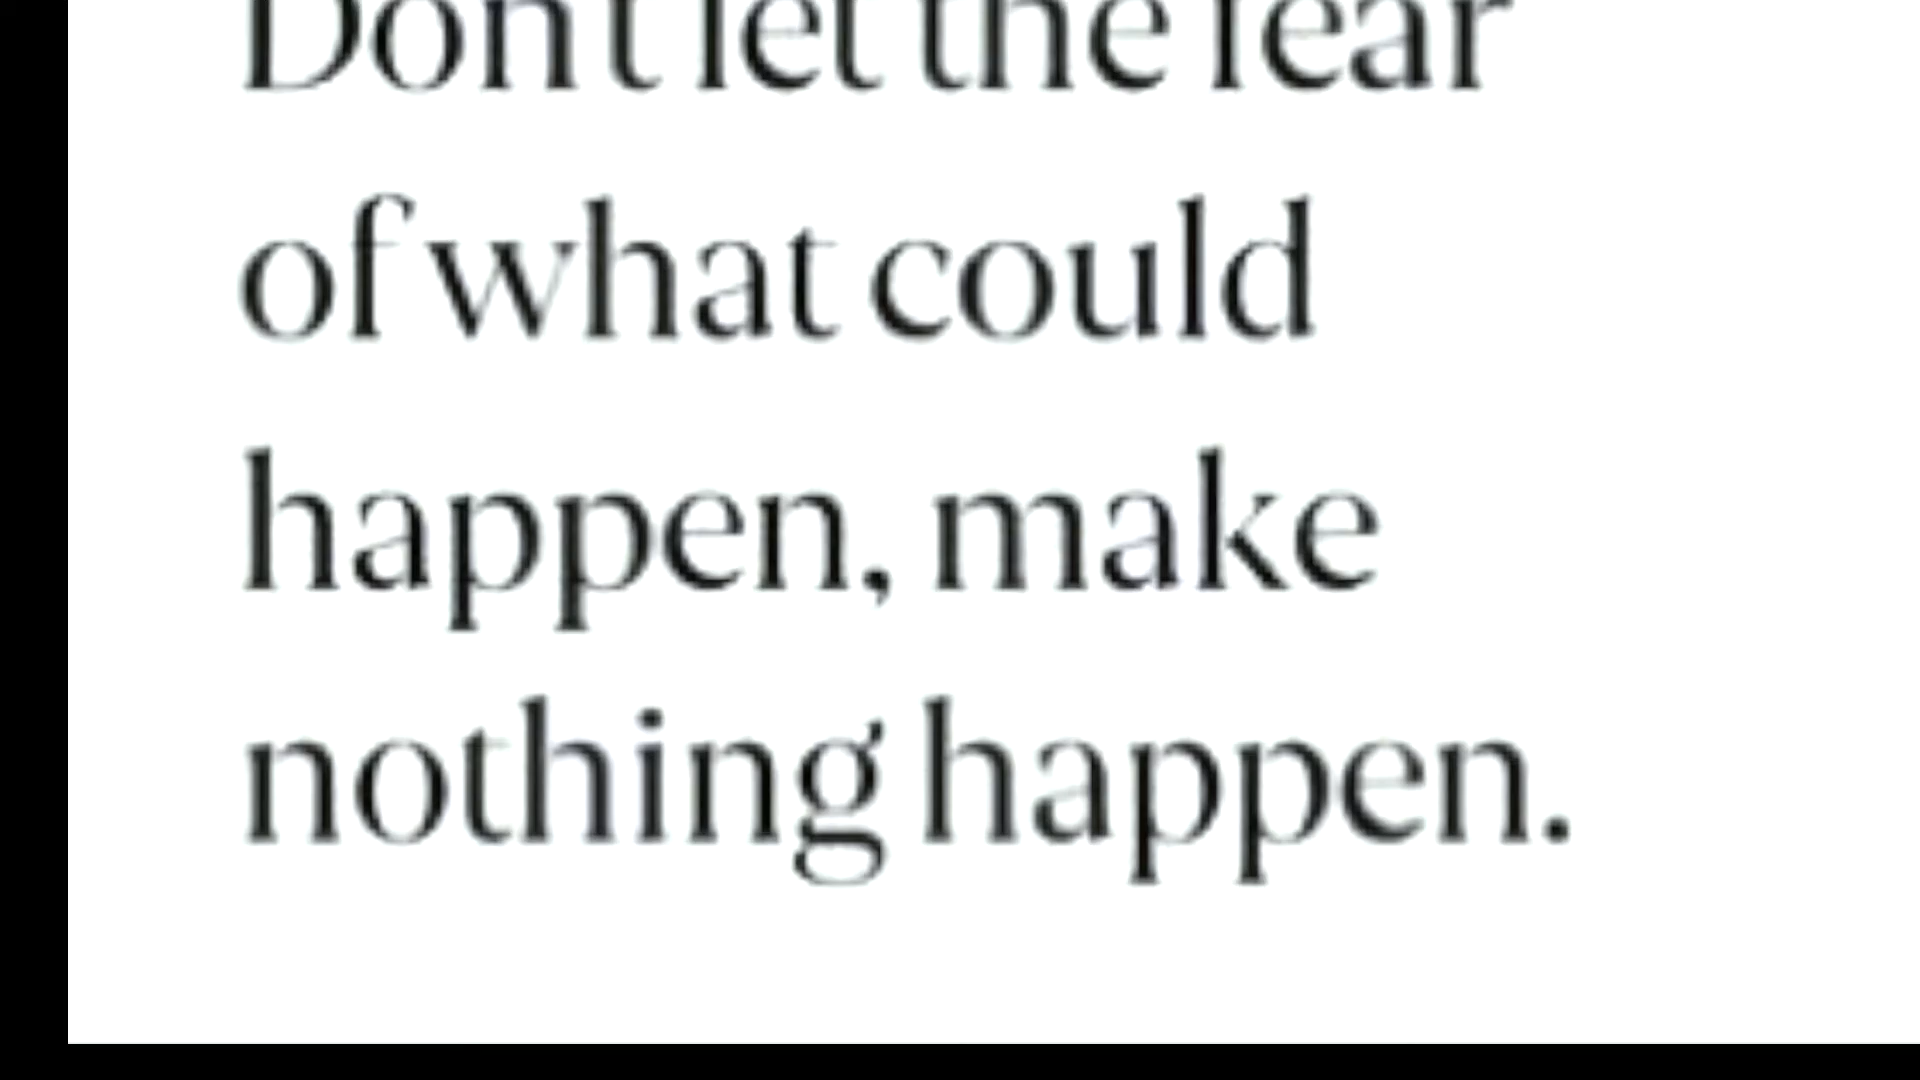 Don't let the fear
of what could
happen, make
nothing happen.